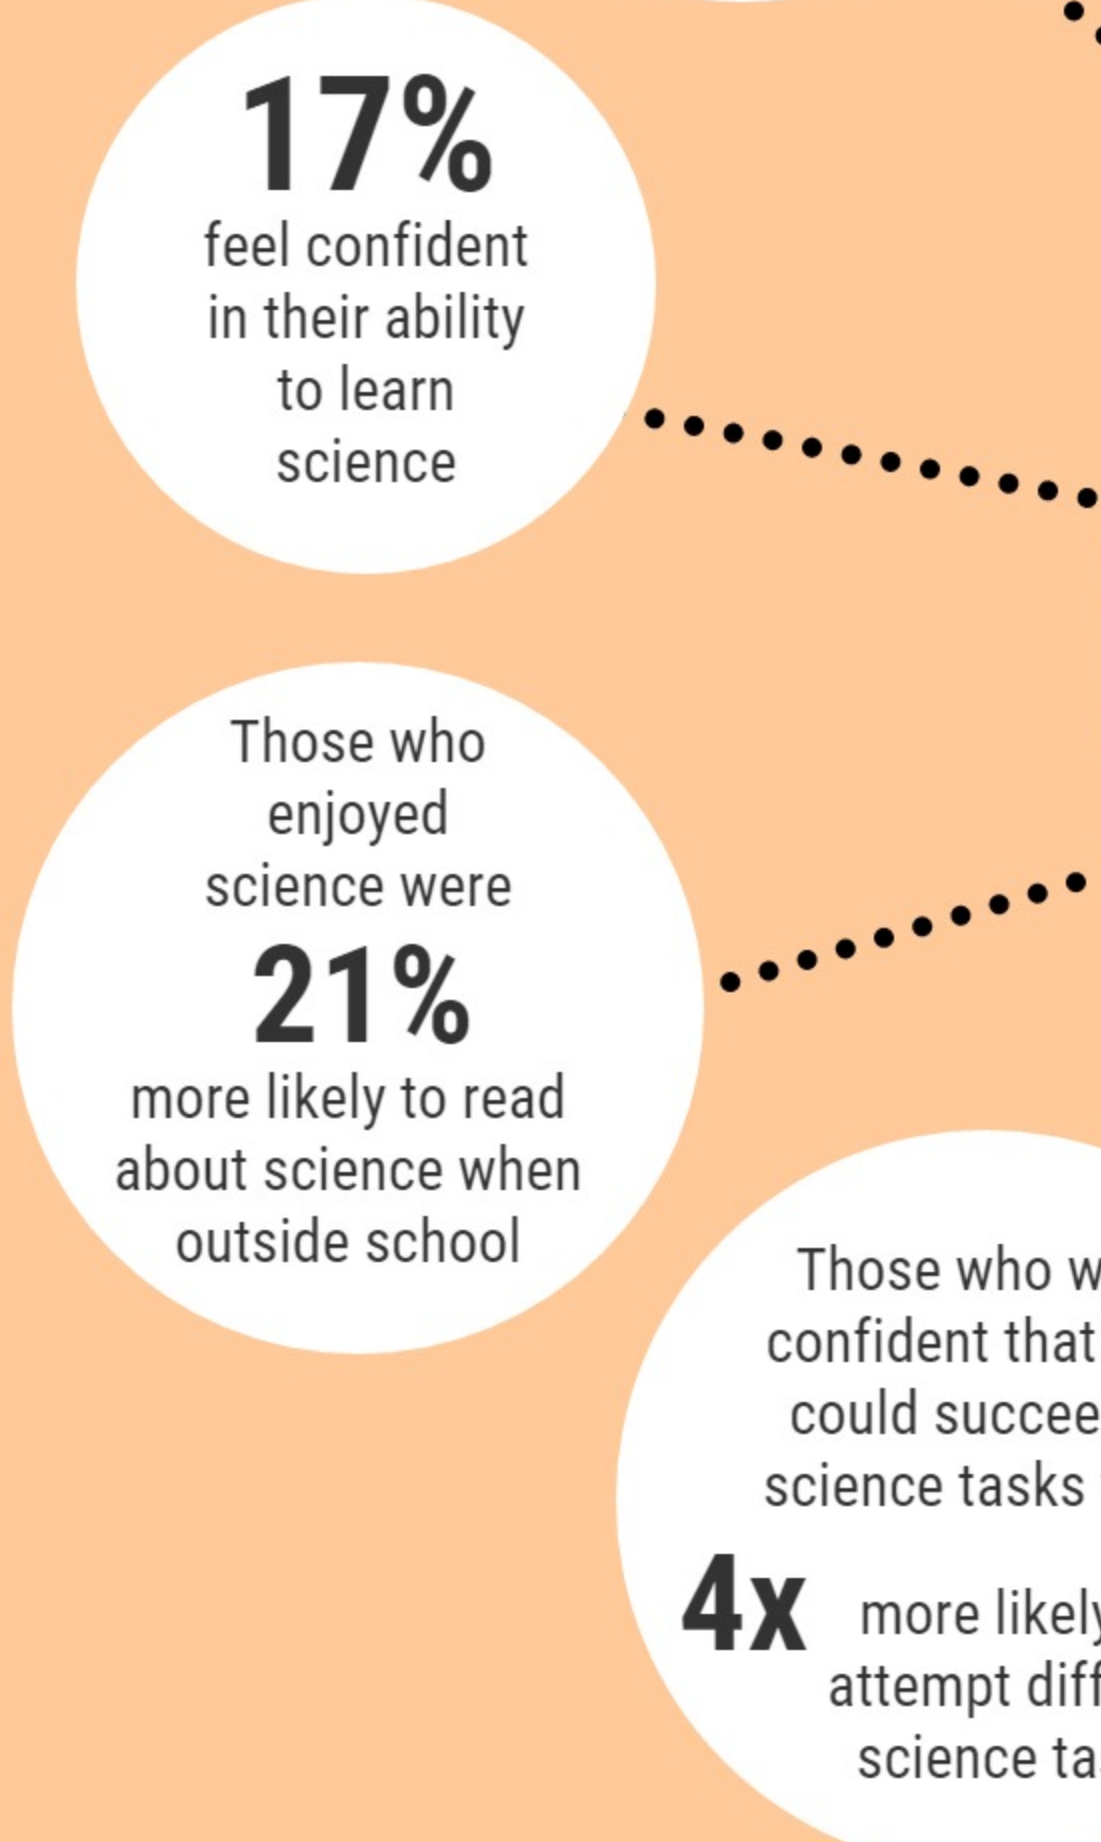 17%
feel confident
in their ability
to learn
science
Those who
enjoyed
science were
21%
more likely to read
about science when
outside school
Those who
confident that
could
science tasks
4x more likely
attempt
science